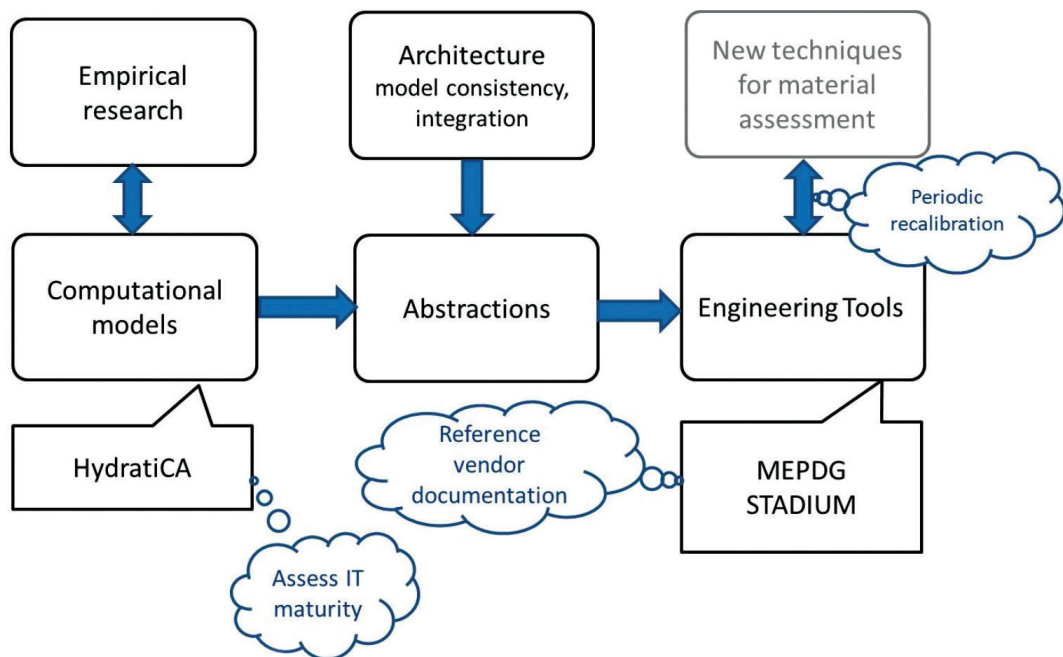 Empirical
research
Architecture
model consistency,
integration
New techniques
for material
assessment
Periodic
recalibration
Computational
models
Abstractions
Engineering Tools
HydratiCA
Reference
vendor
documentation
MEPDG
STADIUM
Assess IT
maturity